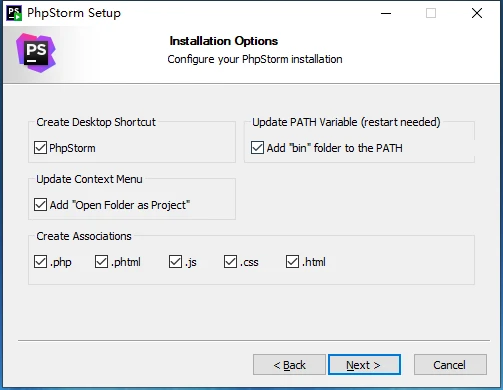 PhpStorm Setup
PS
Installation Options
Configure your PhpStorm installation
Create Desktop Shortcut
PhpStorm
Update PATH Variable (restart needed)
Add "bin" folder to the PATH
Update Context Menu
Add "Open Folder as Project"
Create Associations
.php .phtml .js .css .html
< Back Next > Cancel